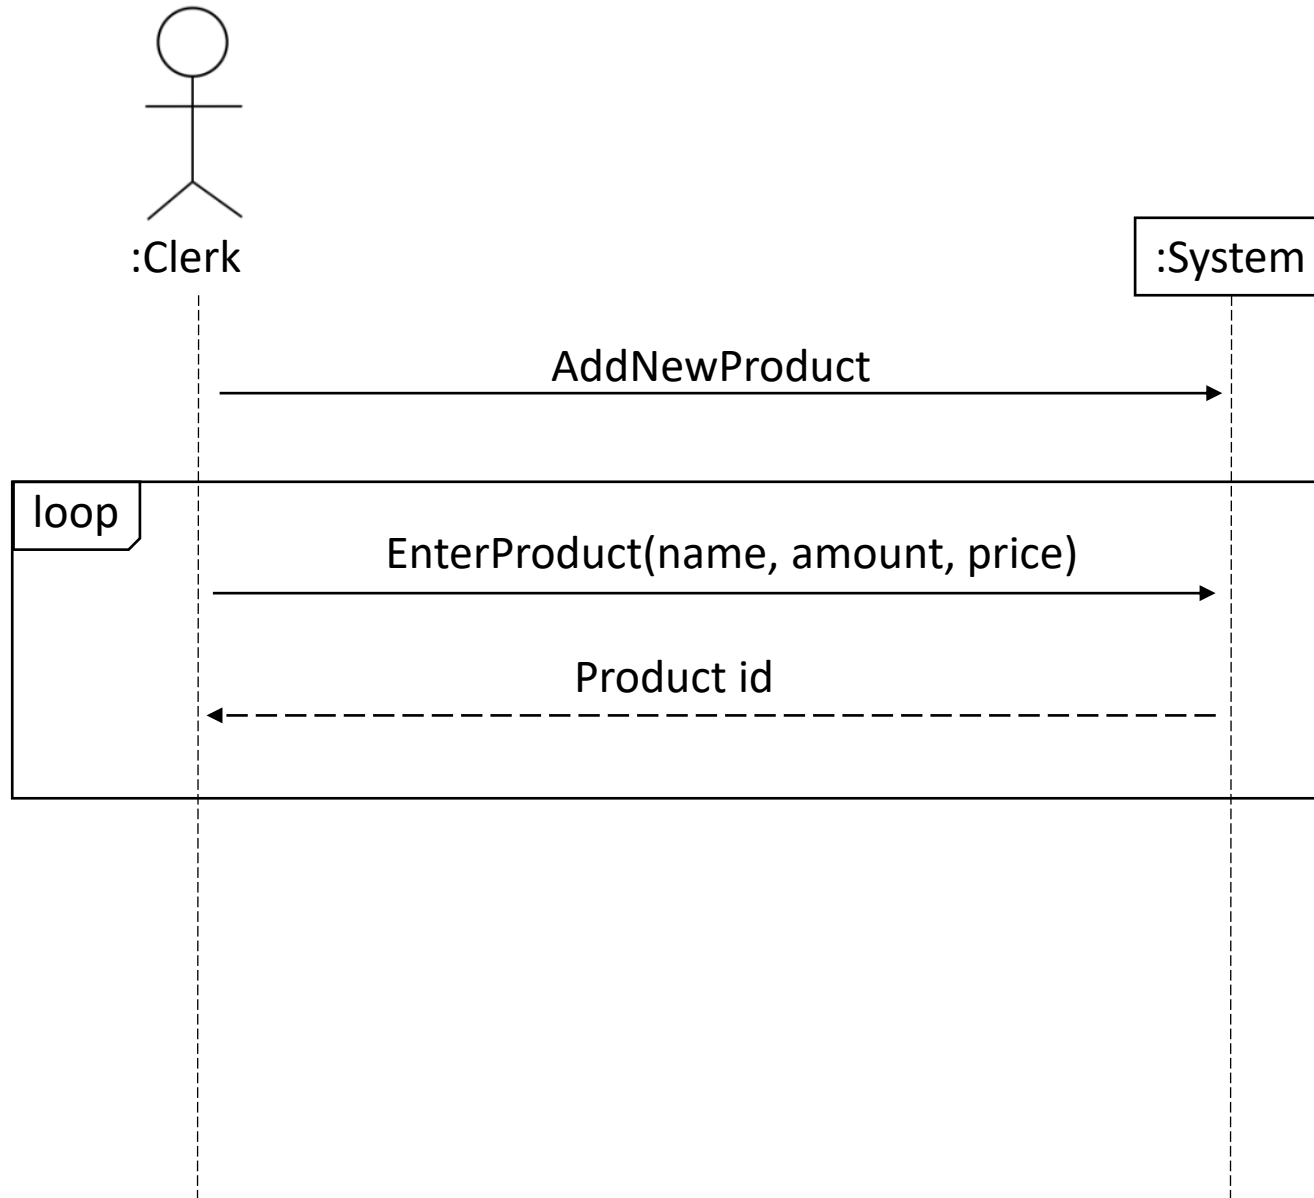 :Clerk
:System
AddNewProduct
loop
EnterProduct(name, amount, price)
Product id